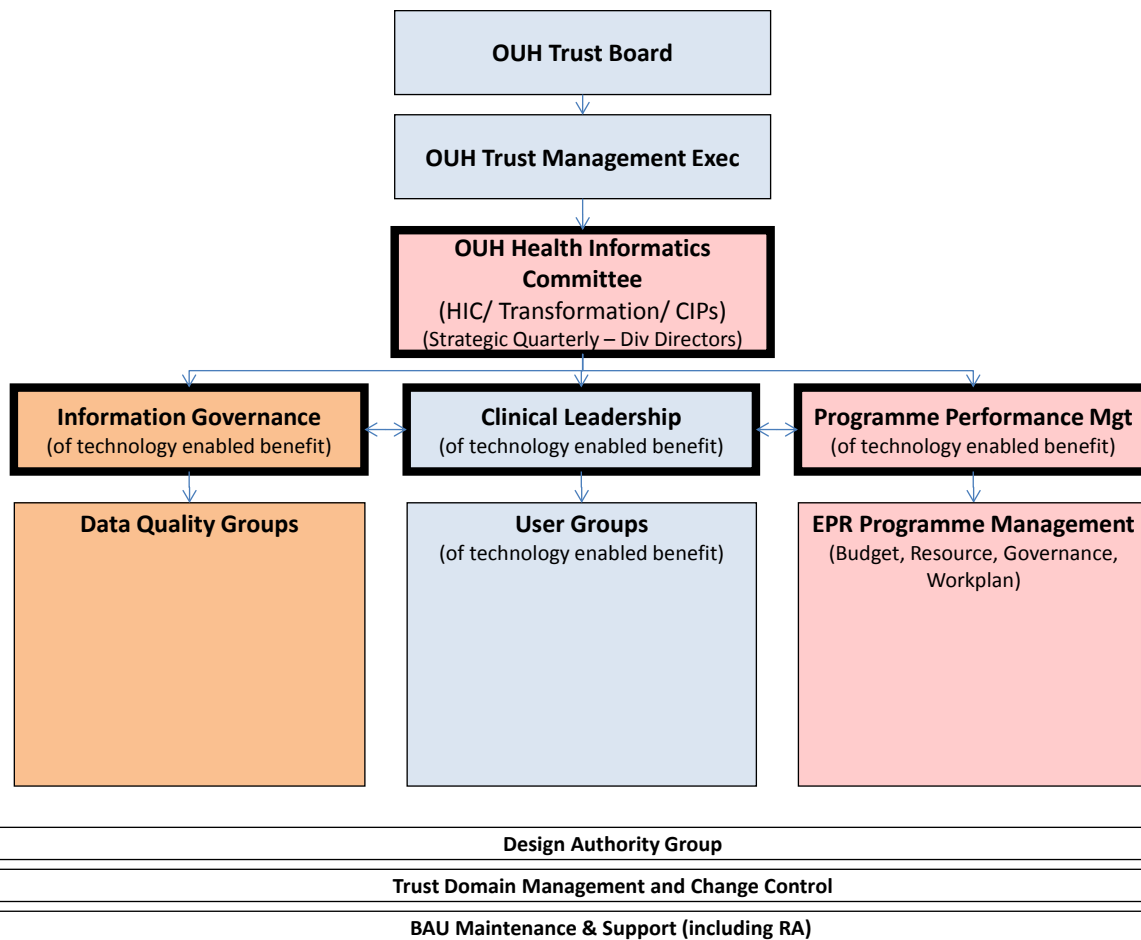 OUH Trust Board
OUH Trust Management Exec
OUH Health Informatics
Committee
(HIC/ Transformation/ CIPs)
(Strategic Quarterly – Div Directors)
Information Governance
(of technology enabled benefit)
Clinical Leadership
(of technology enabled benefit)
Programme Performance Mgt
(of technology enabled benefit)
Data Quality Groups
User Groups
(of technology enabled benefit)
EPR Programme Management
(Budget, Resource, Governance,
Workplan)
Design Authority Group
Trust Domain Management and Change Control
BAU Maintenance & Support (including RA)